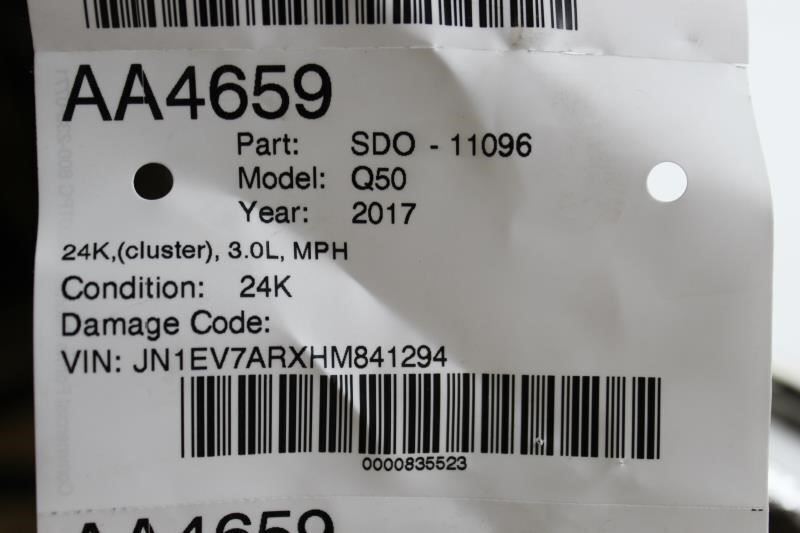 AA4659
Part: SDO - 11096
Model: Q50
Year: 2017
24K,(cluster), 3.0L, MPH
Condition: 24K
Damage Code:
VIN: JN1EV7ARXHM841294
0000835523
AA4659